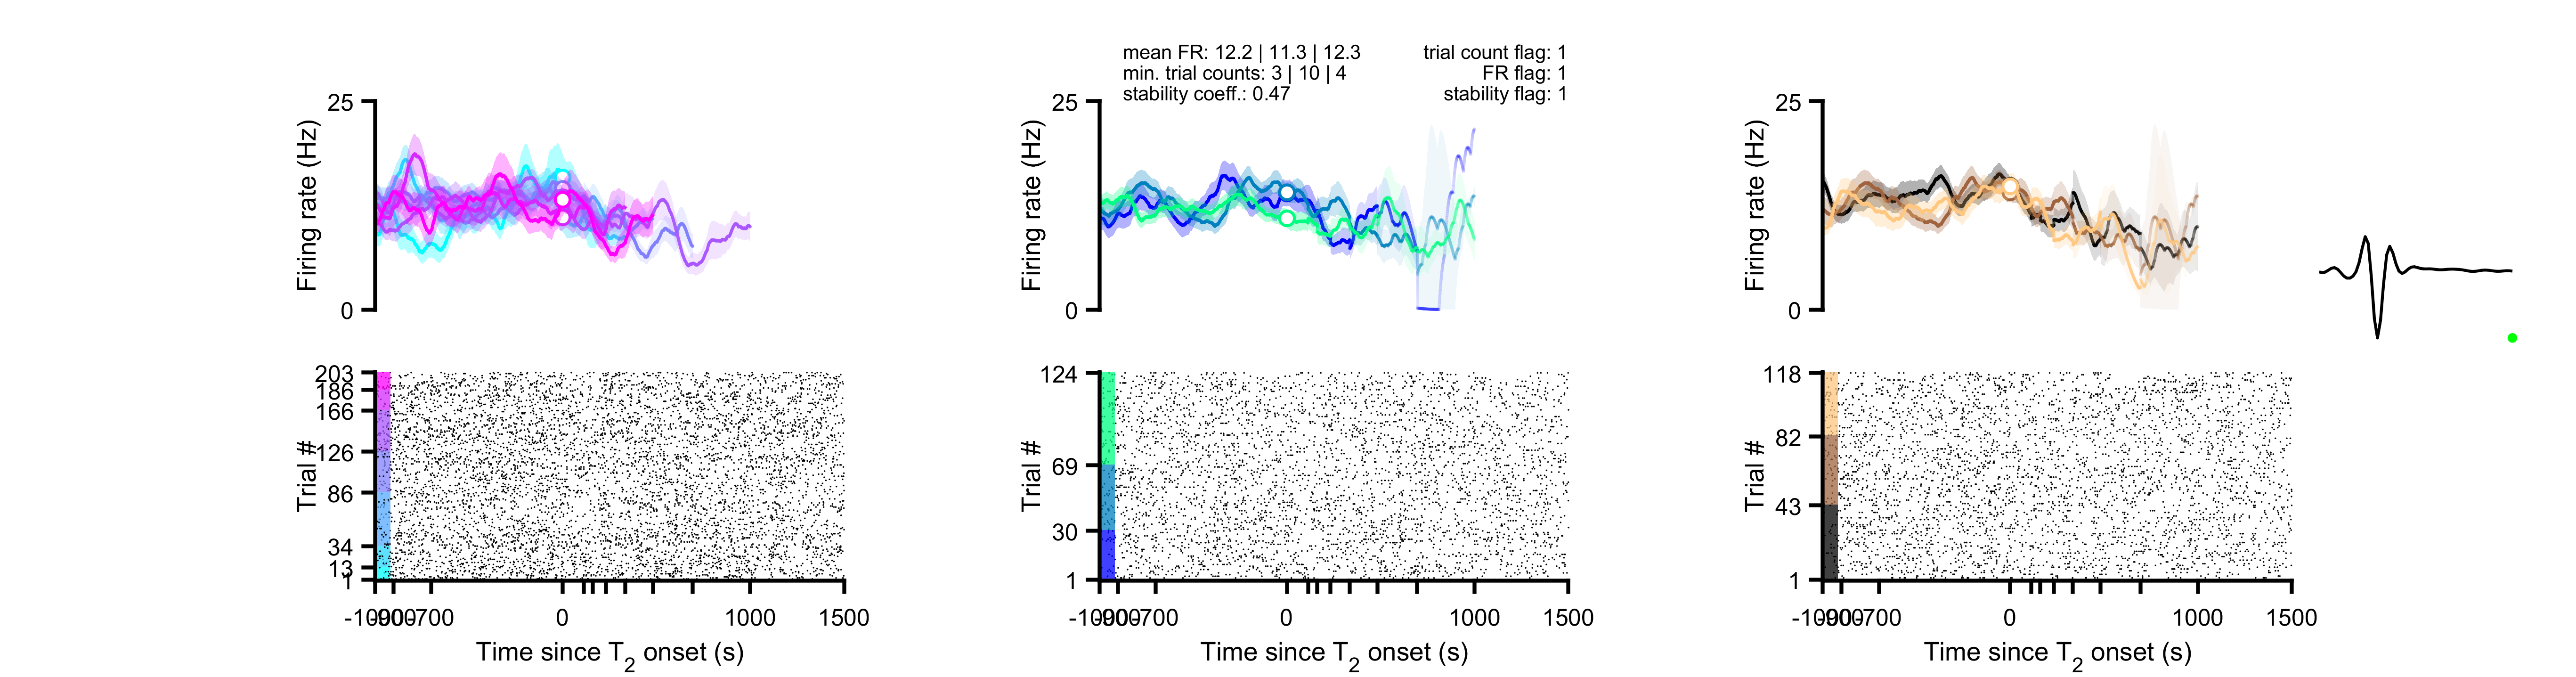 mean FR: 12.2 | 11.3 | 12.3
min. trial counts: 3 | 10 | 4
stability coeff.: 0.47
trial count flag: 1
FR flag: 1
stability flag: 1
25
Firing rate (Hz)
0
25
Firing rate (Hz)
0
25
Firing rate (Hz)
0
203
186
166
126
86
34
13
1
Trial #
-1000
-900
-700
0
1000
1500
Time since T2 onset (s)
124
69
30
1
Trial #
-1000
-900
-700
0
1000
1500
Time since T2 onset (s)
118
82
43
1
Trial #
-1000
-900
-700
0
1000
1500
Time since T2 onset (s)